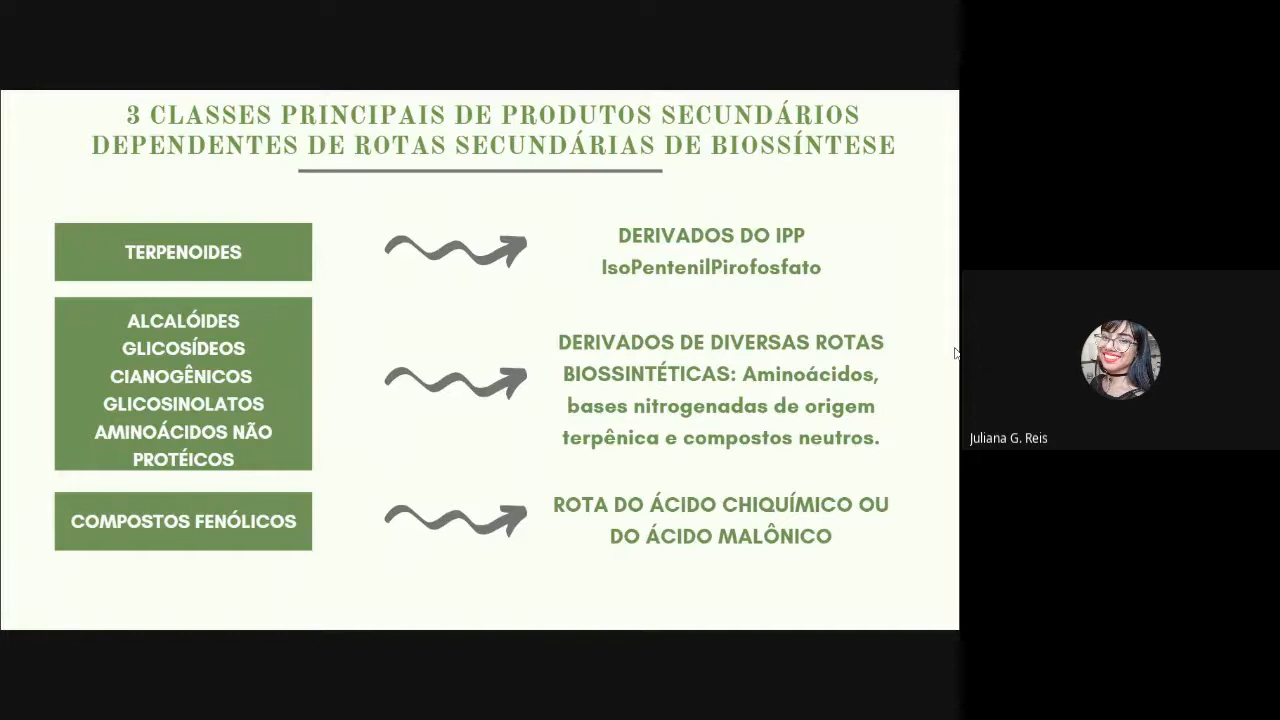 3 CLASSES PRINCIPAIS DE PRODUTOS SECUNDÁRIOS
DEPENDENTES DE ROTAS SECUNDÁRIAS DE BIOSSÍNTESE
TERPENOIDES
DERIVADOS DO IPP
IsoPentenilPirofosfato
ALCALÓIDES
GLICOSÍDEOS
CIANOGÊNICOS
GLICOSINOLATOS
AMINOÁCIDOS NÃO
PROTÉICOS
DERIVADOS DE DIVERSAS ROTAS
BIOSSINTÉTICAS: Aminoácidos,
bases nitrogenadas de origem
terpênica e compostos neutros.
COMPOSTOS FENÓLICOS
ROTA DO ÁCIDO CHIQUÍMICO OU
DO ÁCIDO MALÔNICO
Juliana G. Reis